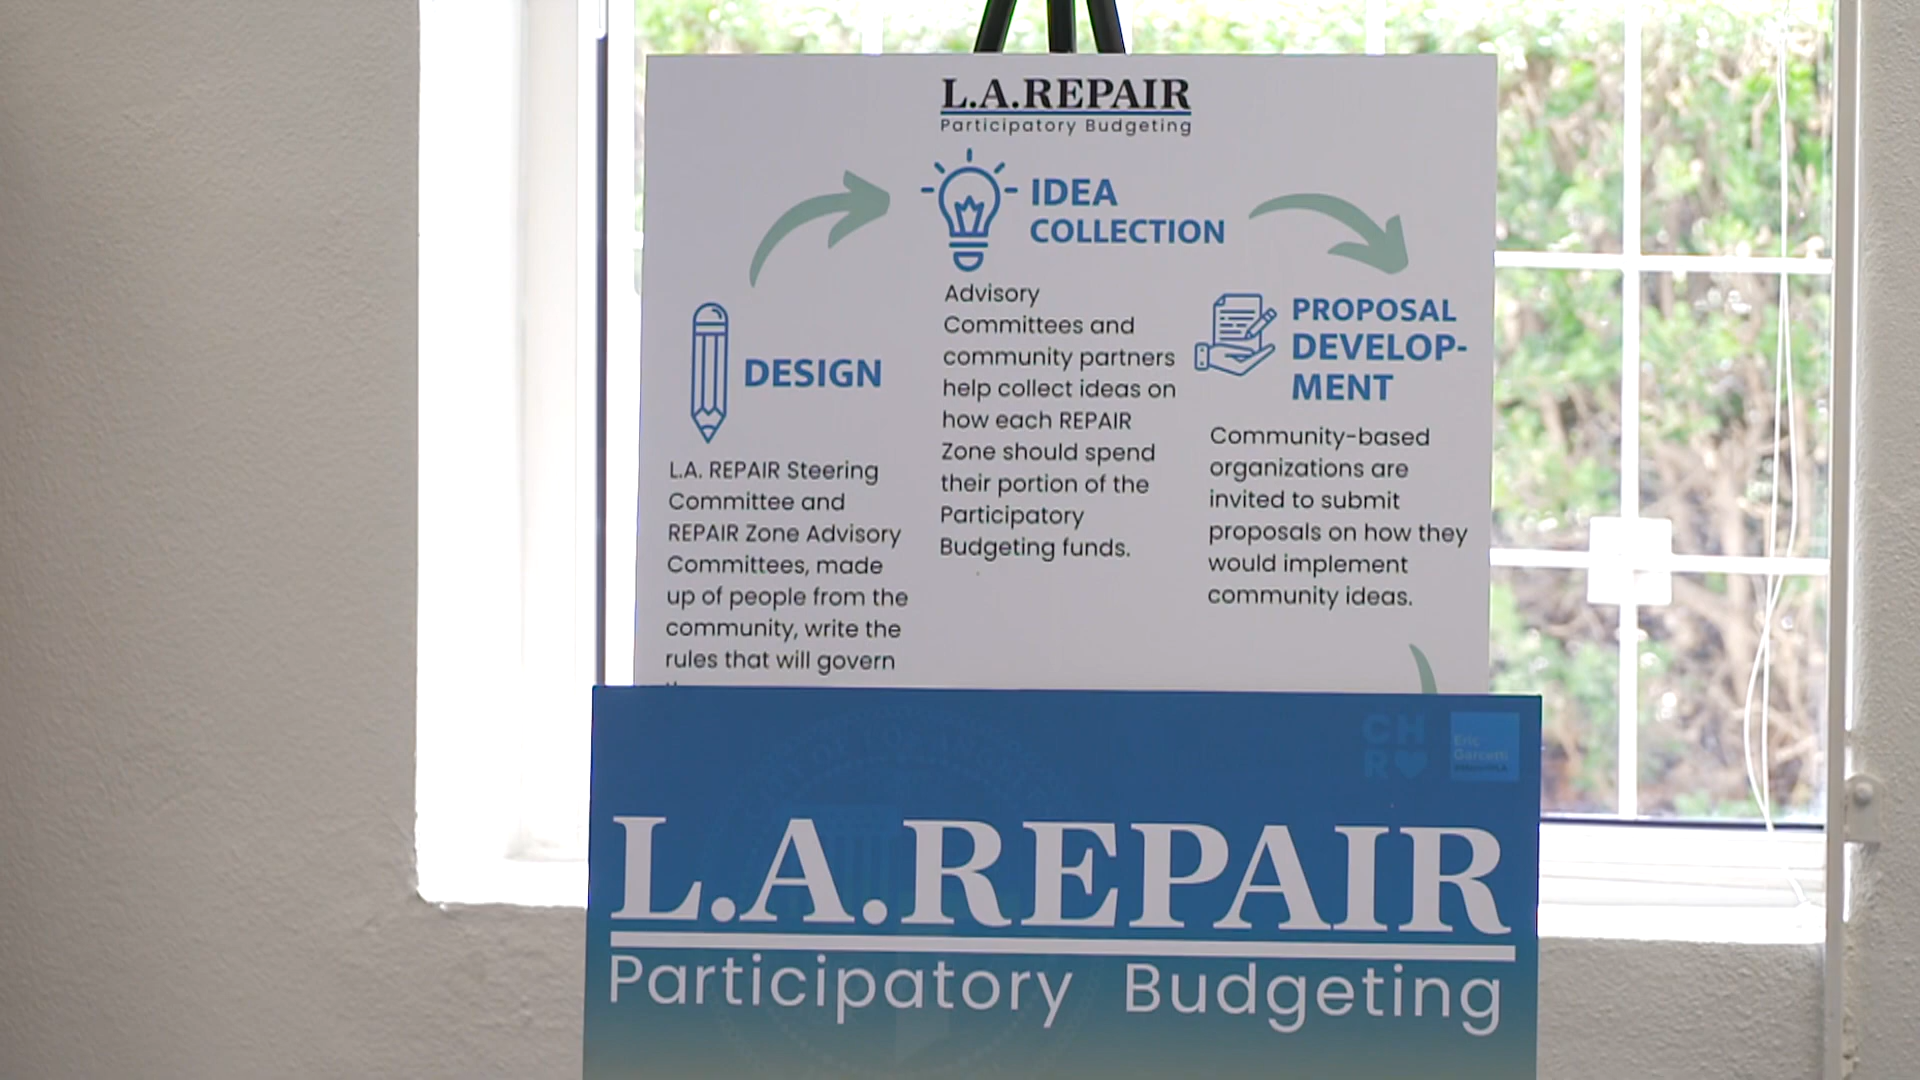 L.A.REPAIR
Participatory Budgeting
IDEA
COLLECTION
Advisory
Committees and
community partners
help collect ideas on
how each REPAIR
Zone should spend
their portion of the
Participatory
Budgeting funds.
DESIGN
L.A. REPAIR Steering
Committee and
REPAIR Zone Advisory
Committees, made
up of people from the
community, write the
rules that will govern
PROPOSAL
DEVELOP-
MENT
Community-based
organizations are
invited to submit
proposals on how they
would implement
community ideas.
CH
R
Eric
Garcetti
L.A.REPAIR
Participatory Budgeting